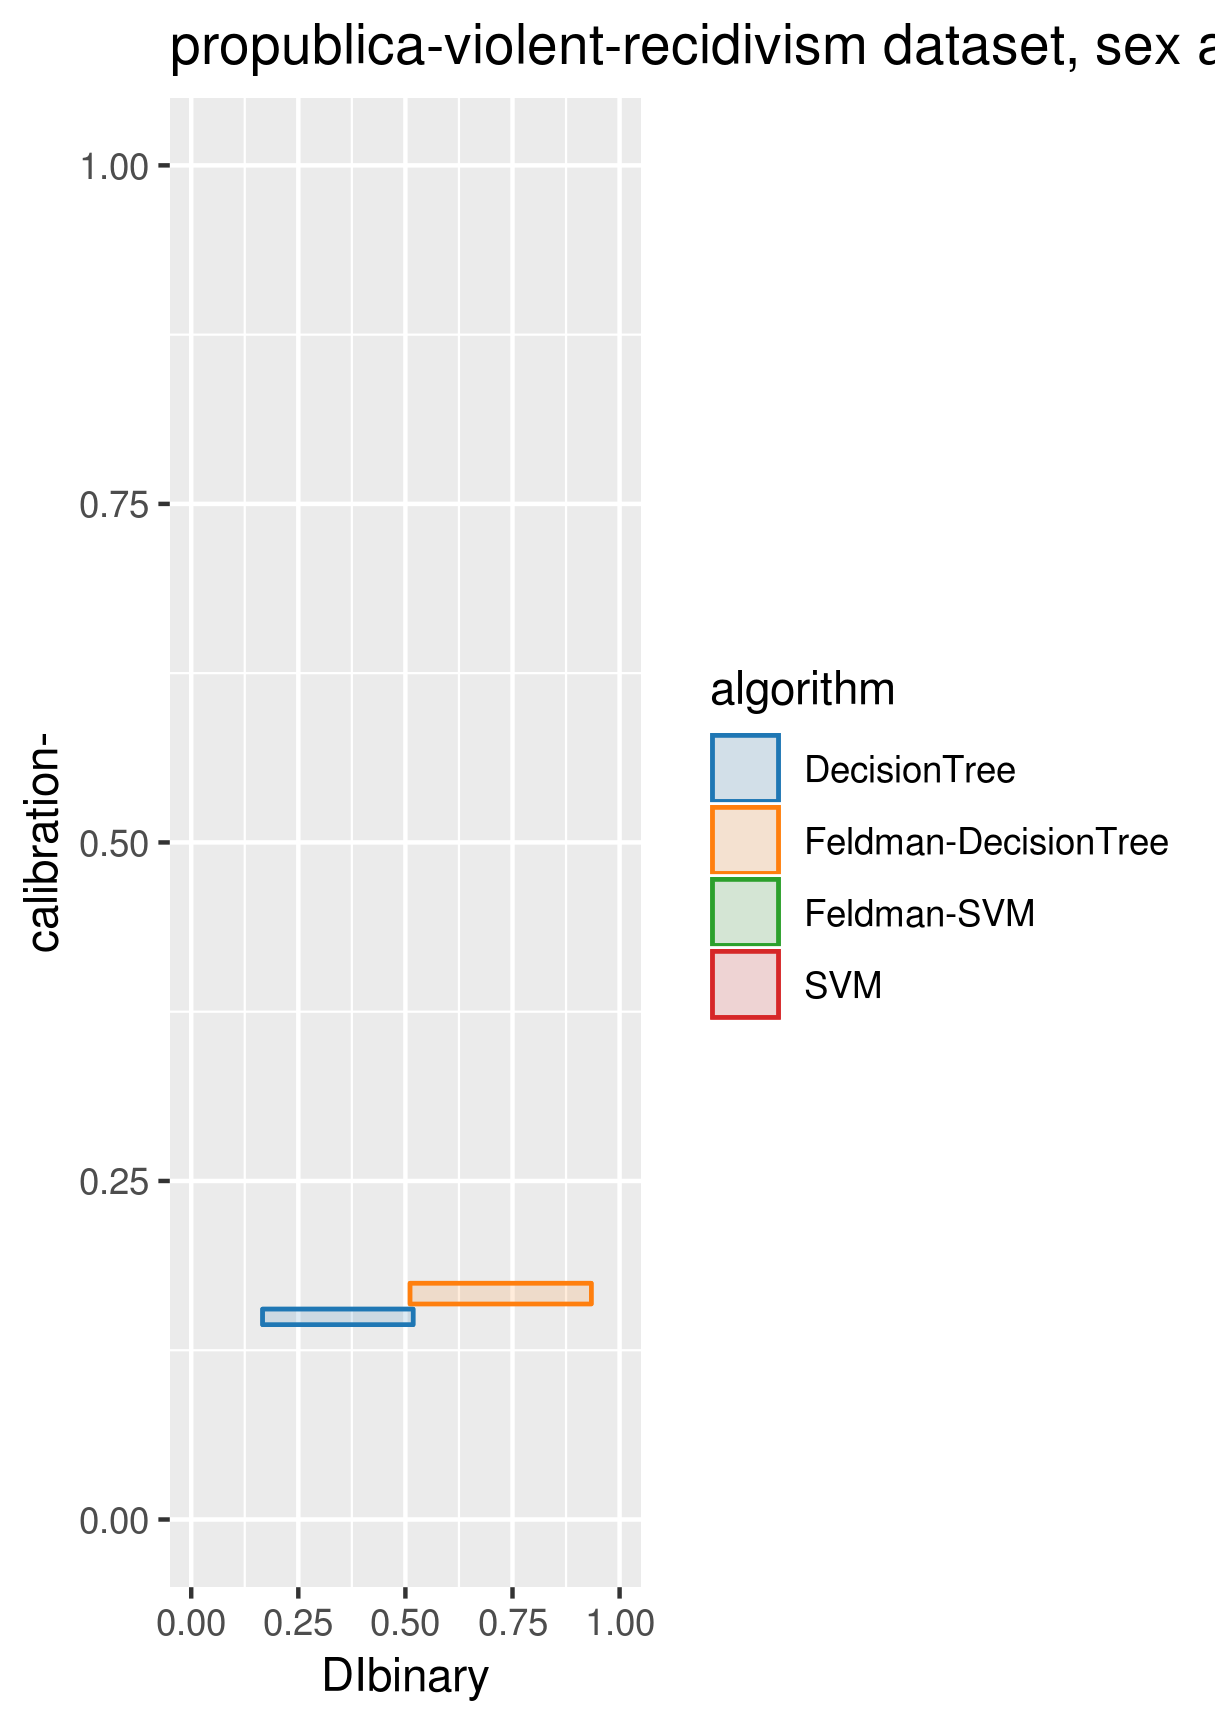 propublica-violent-recidivism dataset, sex
1.00
0.75
0.50
0.25
0.00
calibration-
0.00 0.25 0.50 0.75 1.00
DIbinary
algorithm
DecisionTree
Feldman-DecisionTree
Feldman-SVM
SVM